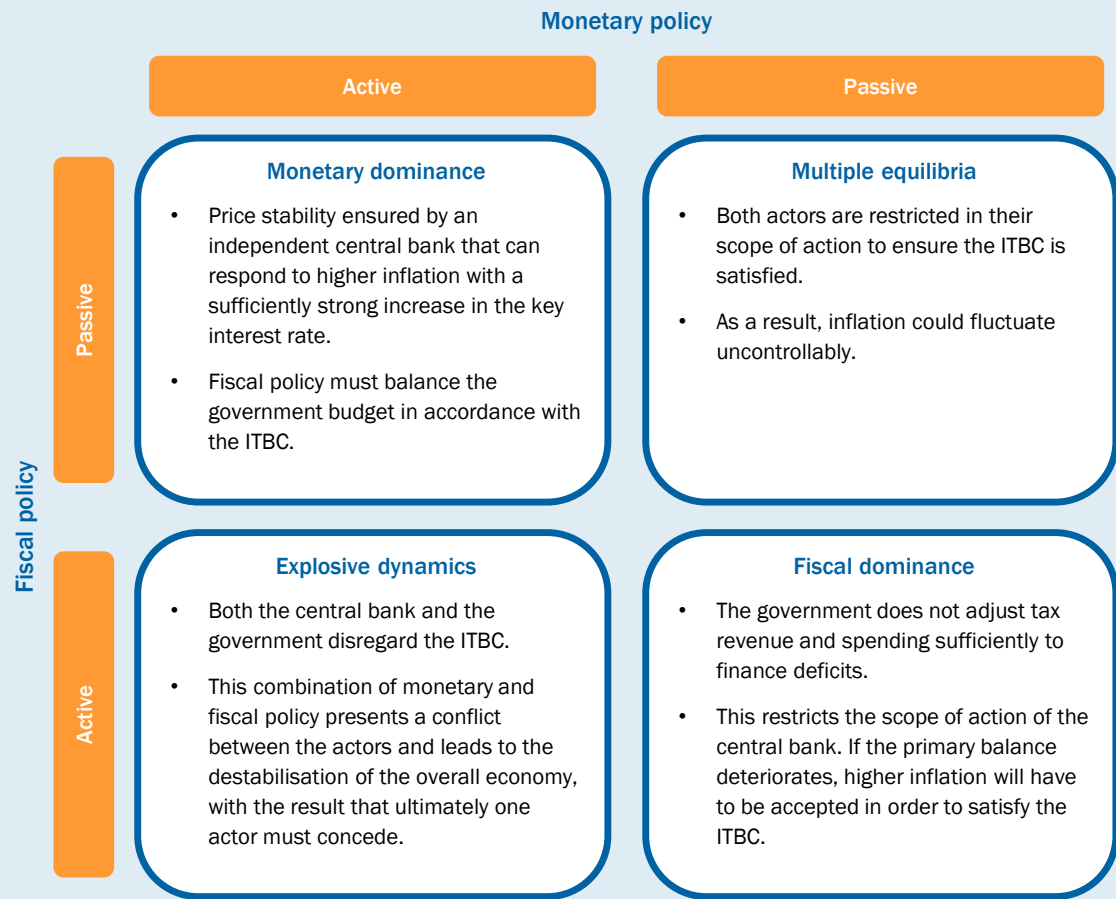 Monetary policy
Active
Passive
Fiscal policy
Passive
Monetary dominance
• Price stability ensured by an
independent central bank that can
respond to higher inflation with a
sufficiently strong increase in the key
interest rate.
• Fiscal policy must balance the
government budget in accordance with
the ITBC.
Multiple equilibria
• Both actors are restricted in their
scope of action to ensure the ITBC is
satisfied.
• As a result, inflation could fluctuate
uncontrollably.
Active
Explosive dynamics
• Both the central bank and the
government disregard the ITBC.
• This combination of monetary and
fiscal policy presents a conflict
between the actors and leads to the
destabilisation of the overall economy,
with the result that ultimately one
actor must concede.
Fiscal dominance
• The government does not adjust tax
revenue and spending sufficiently to
finance deficits.
• This restricts the scope of action of the
central bank. If the primary balance
deteriorates, higher inflation will have
to be accepted in order to satisfy the
ITBC.